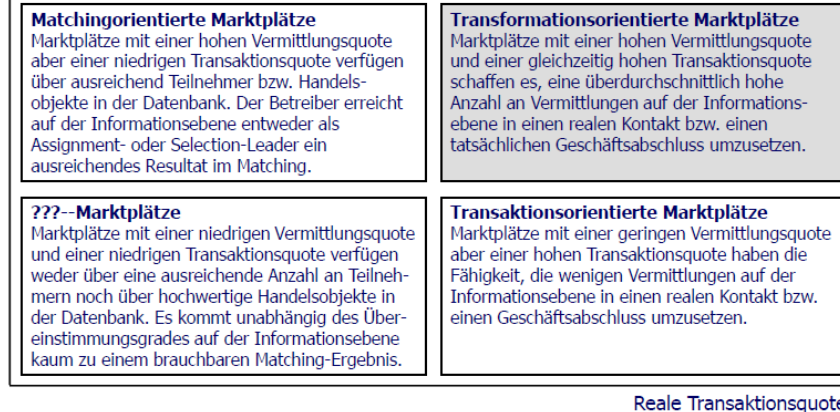 Matchingorientierte Marktplätze
Marktplätze mit einer hohen Vermittlungsquote
aber einer niedrigen Transaktionsquote verfügen
über ausreichend Teilnehmer bzw. Handels-
objekte in der Datenbank. Der Betreiber erreicht
auf der Informationsebene entweder als
Assignment- oder Selection-Leader ein
ausreichendes Resultat im Matching.
Transformationsorientierte Marktplätze
Marktplätze mit einer hohen Vermittlungsquote
und einer gleichzeitig hohen Transaktionsquote
schaffen es, eine überdurchschnittlich hohe
Anzahl an Vermittlungen auf der Informations-
ebene in einen realen Kontakt bzw. einen
tatsächlichen Geschäftsabschluss umzusetzen.
???--Marktplätze
Marktplätze mit einer niedrigen Vermittlungsquote
und einer niedrigen Transaktionsquote verfügen
weder über eine ausreichende Anzahl an Teilneh-
mern noch über hochwertige Handelsobjekte in
der Datenbank. Es kommt unabhängig des Über-
einstimmungsgrades auf der Informationsebene
kaum zu einem brauchbaren Matching-Ergebnis.
Transaktionsorientierte Marktplätze
Marktplätze mit einer geringen Vermittlungsquote
aber einer hohen Transaktionsquote haben die
Fähigkeit, die wenigen Vermittlungen auf der
Informationsebene in einen realen Kontakt bzw.
einen Geschäftsabschluss umzusetzen.
Reale Transaktionsquote